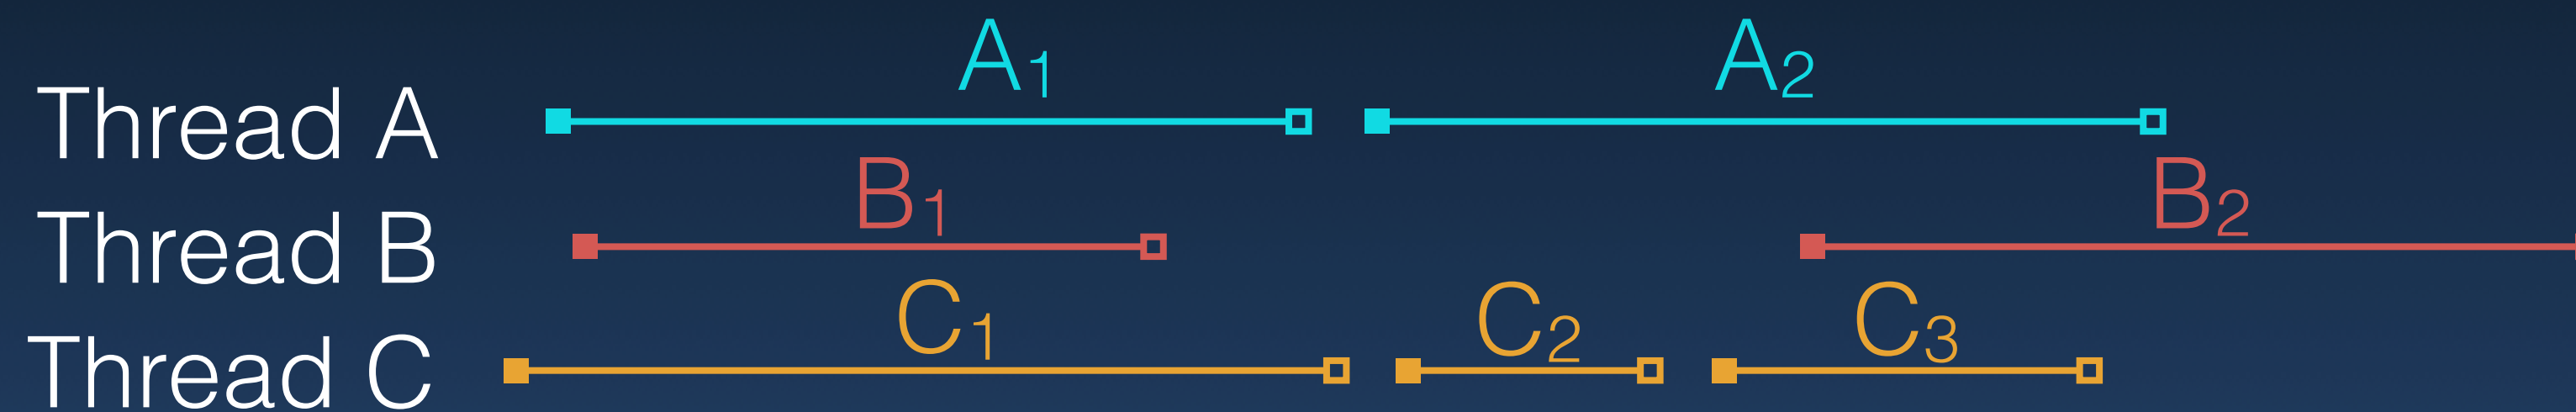 A1 A2
Thread A
B1 B2
Thread B
C1 C2 C3
Thread C